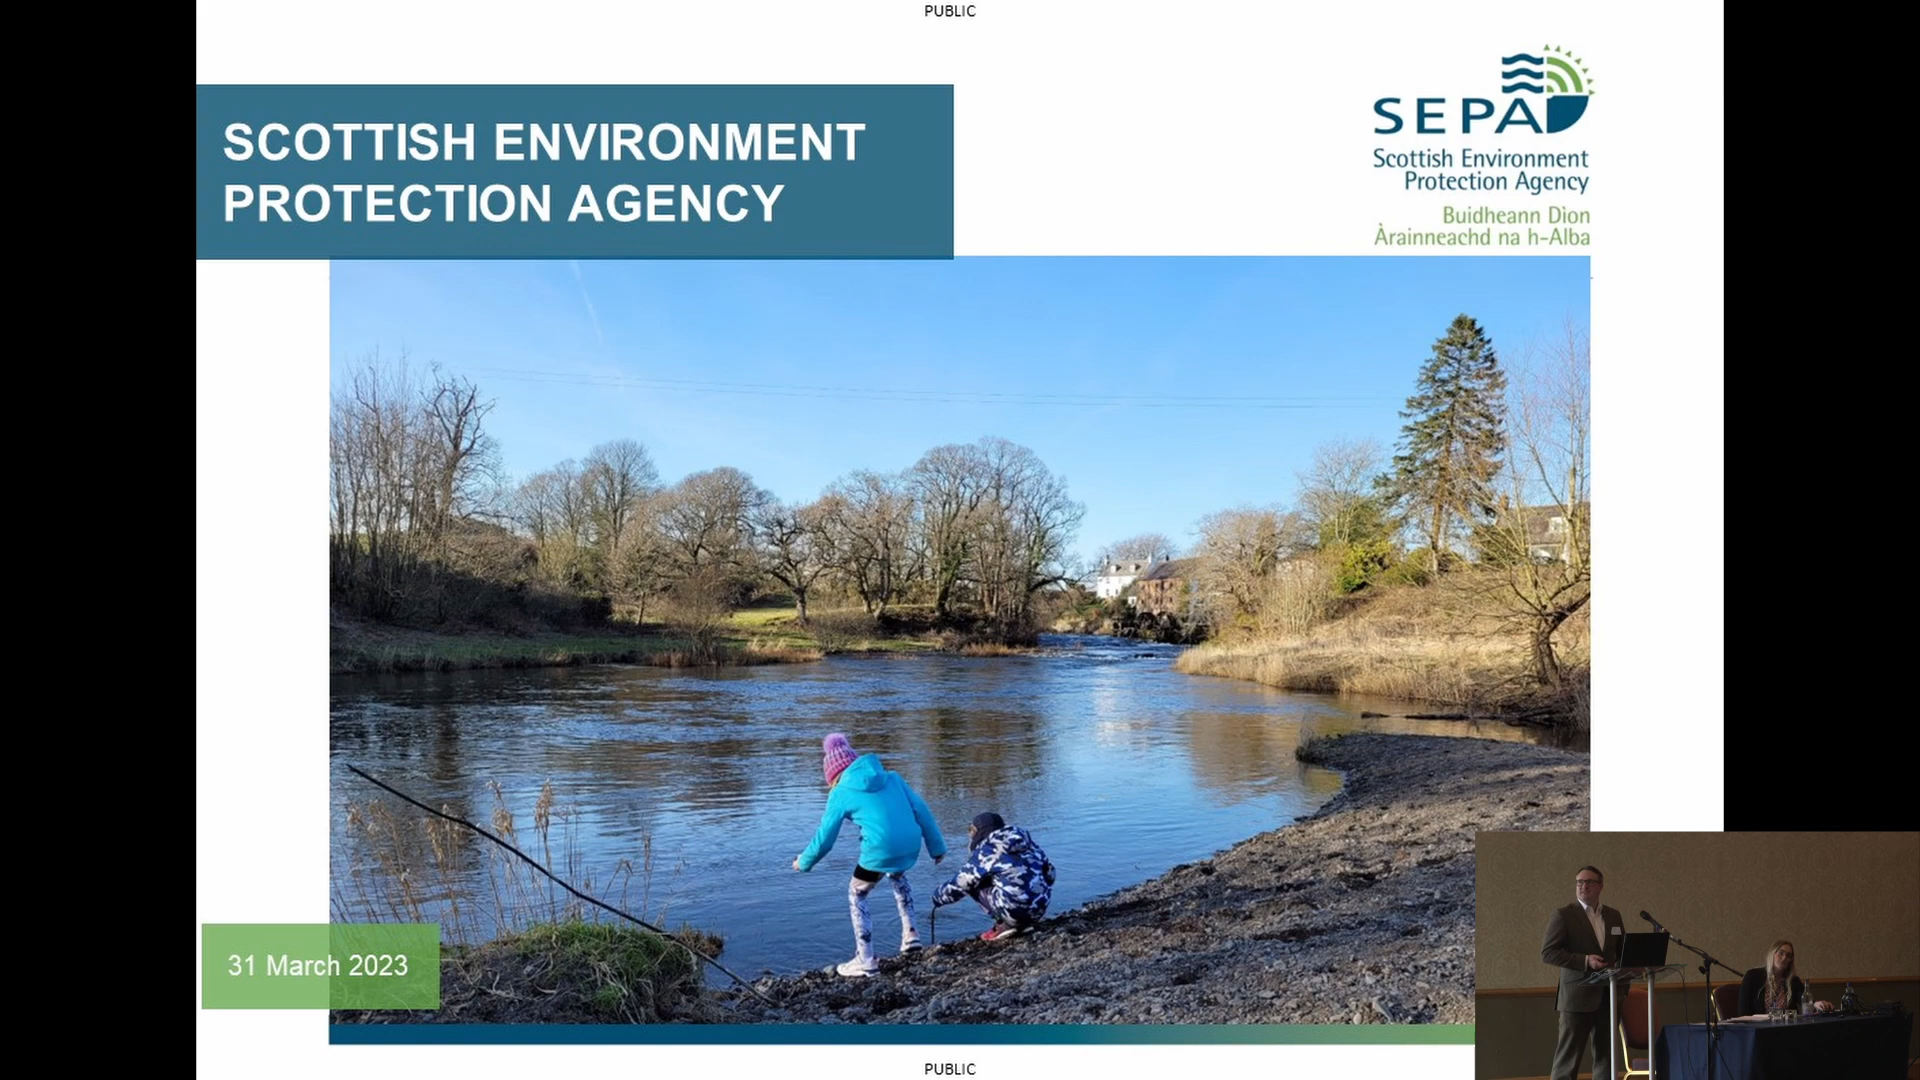 PUBLIC
SCOTTISH ENVIRONMENT
PROTECTION AGENCY
SEPA
Scottish Environment
Protection Agency
Buidheann Dìon
Àrainneachd na h-Alba
31 March 2023
PUBLIC